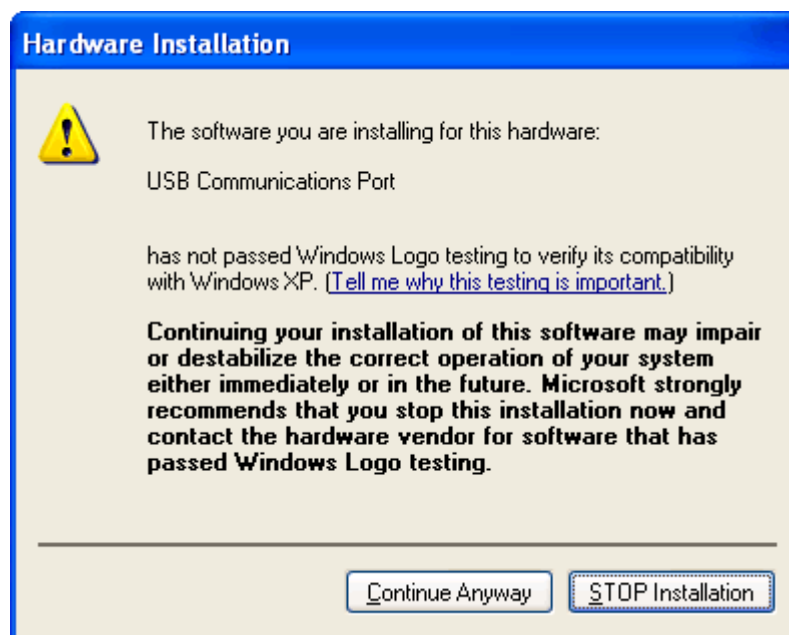 Hardware Installation
The software you are installing for this hardware:
USB Communications Port
has not passed Windows Logo testing to verify its compatibility
with Windows XP. (Tell me why this testing is important.)
Continuing your installation of this software may impair
or destabilize the correct operation of your system
either immediately or in the future. Microsoft strongly
recommends that you stop this installation now and
contact the hardware vendor for software that has
passed Windows Logo testing.
Continue Anyway STOP Installation